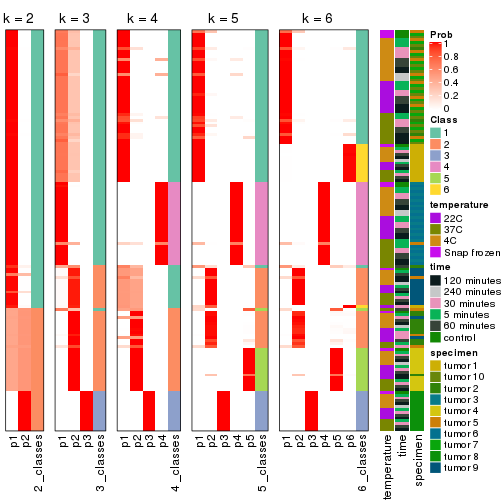 k = 2 k = 3 k = 4 k = 5 k = 6
p1 p2 2_classes
p1 p2 p3 3_classes
p1 p2 p3 p4 4_classes
p1 p2 p3 p4 p5 5_classes
p1 p2 p3 p4 p5 p6 6_classes
temperature
time
specimen
Prob
1
0.8
0.6
0.4
0.2
0
Class
1
2
3
4
5
6
temperature
22C
37C
4C
Snap frozen
time
120 minutes
240 minutes
30 minutes
5 minutes
60 minutes
control
specimen
tumor 1
tumor 10
tumor 2
tumor 3
tumor 4
tumor 5
tumor 6
tumor 7
tumor 8
tumor 9